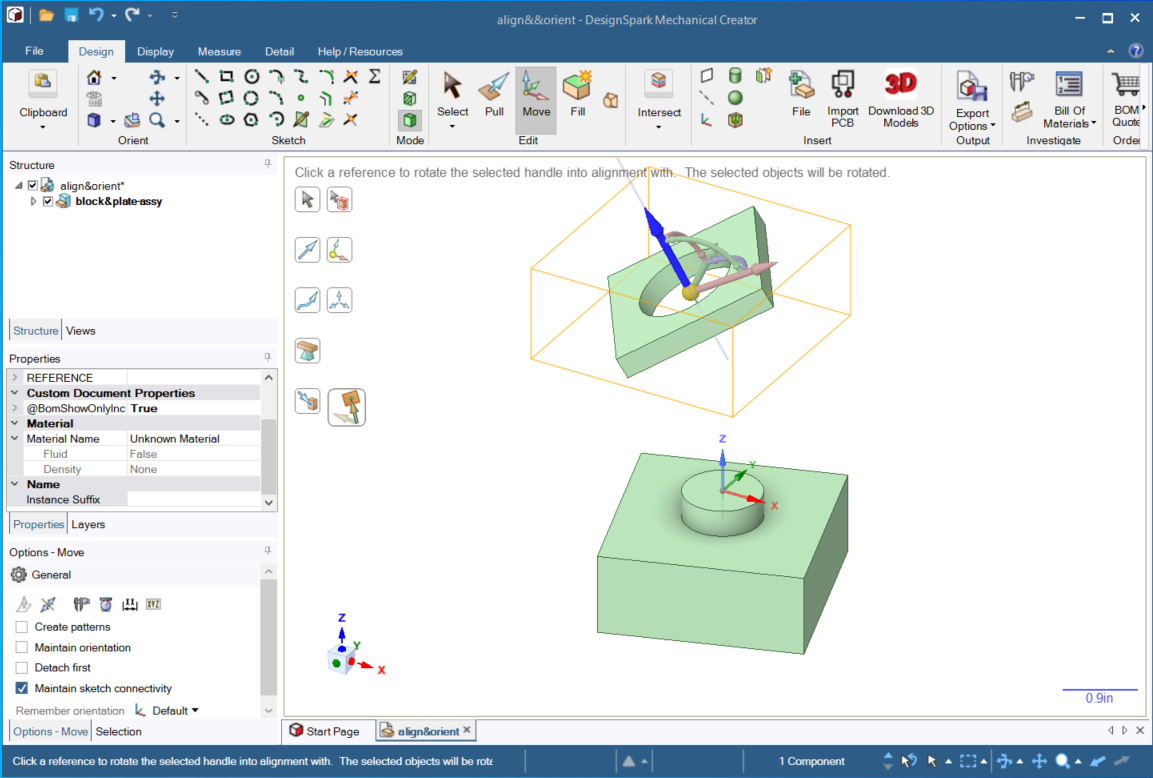 align&&orient - DesignSpark Mechanical Creator
File Design Display Measure Detail Help / Resources
Clipboard
Select
Pull
Move
Fill
Intersect
3D
File
Import PCB
Download 3D Models
Export Options
Bill Of Materials
BOM Quote
Orient Sketch Mode Edit Insert Output Investigate Order
Structure
align&orient*
block&plate-assy
Structure Views
Properties
REFERENCE
Custom Document Properties
@BomShowOnlyInc True
Material
Material Name Unknown Material
Fluid False
Density None
Name
Instance Suffix
Properties Layers
Options - Move
General
XYZ
Create patterns
Maintain orientation
Detach first
Maintain sketch connectivity
Remember orientation Default
Options - Move Selection
Click a reference to rotate the selected handle into alignment with. The selected objects will be rotated.
Z
Y
X
Z
Y
X
0.9in
Start Page align&orient
Click a reference to rotate the selected handle into alignment with. The selected objects will be rota
1 Component